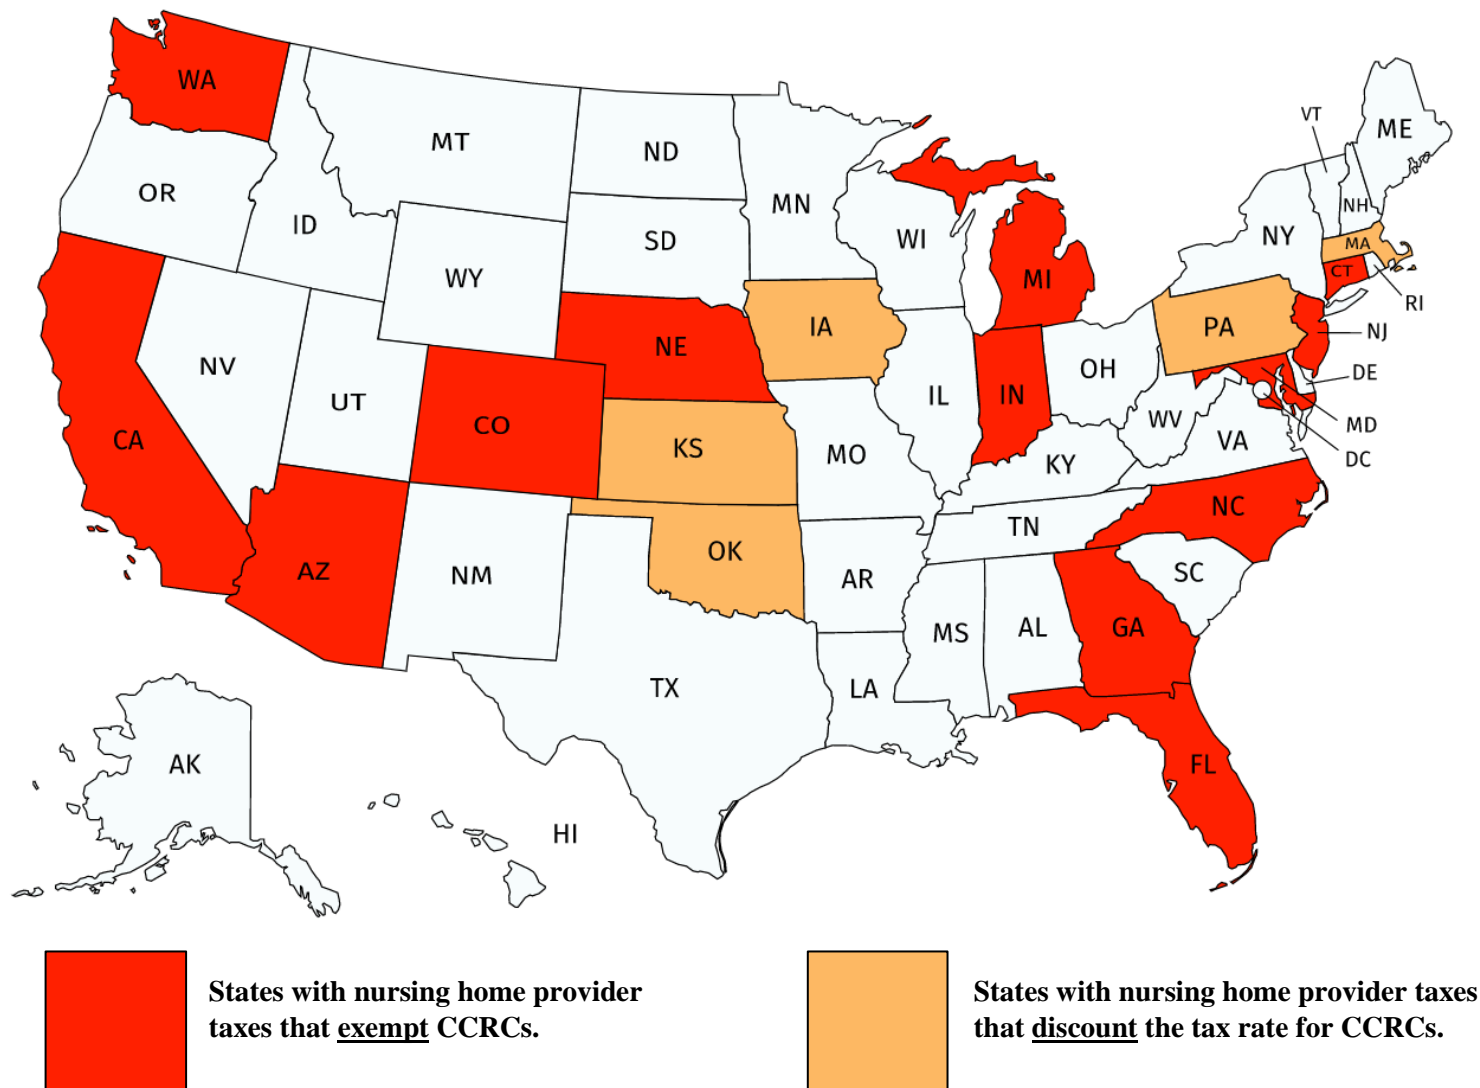 WA
MT
ND
VT
ME
OR
ID
MN
SD
WI
NH
NY
MA
WY
MI
CT
RI
IA
PA
NJ
NE
NV
OH
DE
UT
IL
IN
CO
WV
MD
CA
KS
MO
KY
VA
DC
NC
TN
OK
AZ
NM
AR
SC
MS
AL
GA
TX
LA
AK
FL
HI
States with nursing home provider
taxes that exempt CCRCs.
States with nursing home provider taxes
that discount the tax rate for CCRCs.